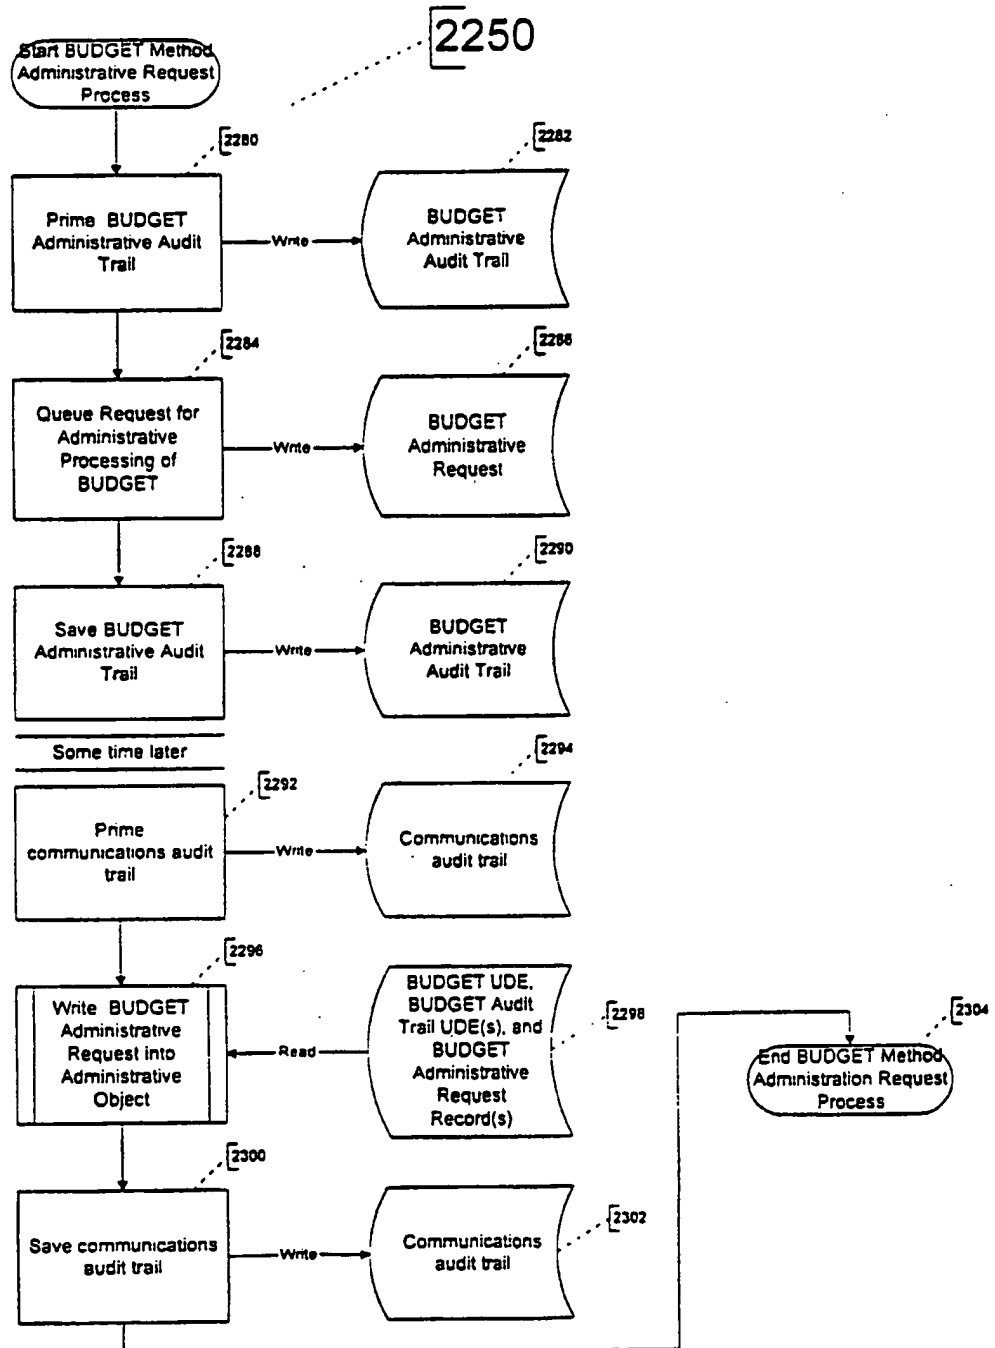 2250
Start BUDGET Method
Administrative Request
Process
2280
2282
Prime BUDGET
Administrative Audit
Trail
Write
BUDGET
Administrative
Audit Trail
2284
2286
Queue Request for
Administrative
Processing of
BUDGET
Write
BUDGET
Administrative
Request
2288
2290
Save BUDGET
Administrative Audit
Trail
Write
BUDGET
Administrative
Audit Trail
Some time later
2292
2294
Prime
communications audit
trail
Write
Communications
audit trail
2296
2298
Write BUDGET
Administrative
Request into
Administrative
Object
Read
BUDGET UDE,
BUDGET Audit
Trail UDE(s), and
BUDGET
Administrative
Request
Record(s)
2304
End BUDGET Method
Administration Request
Process
2300
2302
Save communications
audit trail
Write
Communications
audit trail